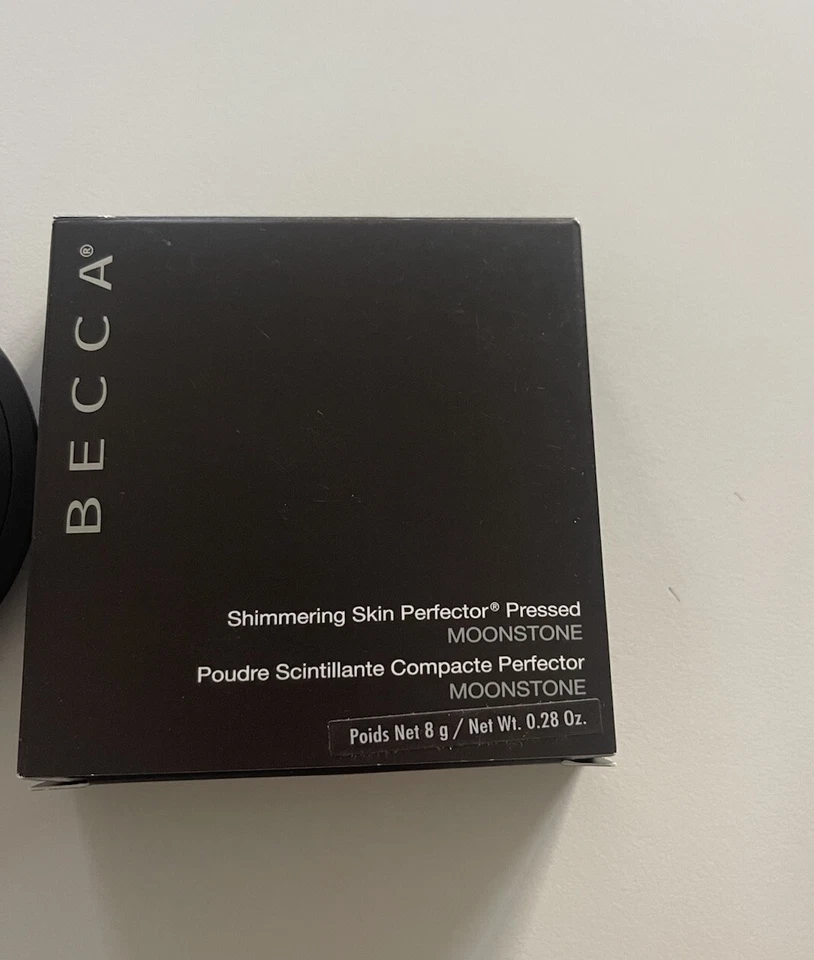 BECCA®
Shimmering Skin Perfector® Pressed
MOONSTONE
Poudre Scintillante Compacte Perfector
MOONSTONE
Poids Net 8 g / Net Wt. 0.28 Oz.